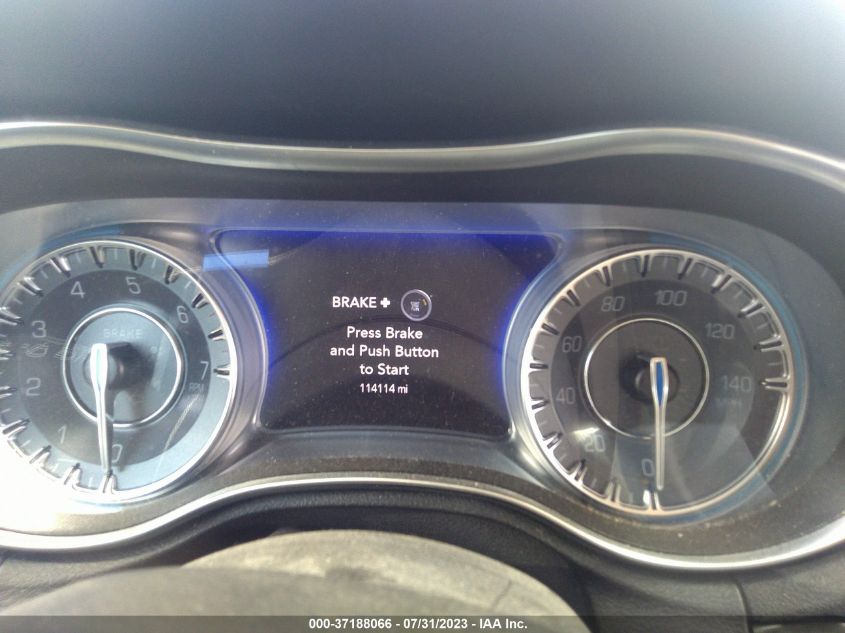 BRAKE +
Press Brake
and Push Button
to Start
114114 mi
BRAKE
0
1
2
3
4
5
6
7
RPM
0
20
40
60
80
100
120
140
MPH
000-37188066 / 07/31/2023 - IAA Inc.